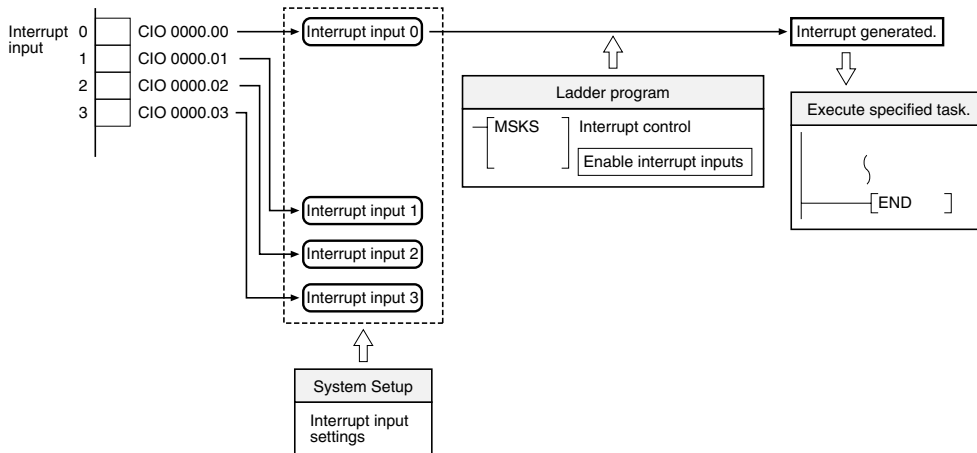 Interrupt
input
0 CIO 0000.00
1 CIO 0000.01
2 CIO 0000.02
3 CIO 0000.03
Interrupt input 0
Interrupt input 1
Interrupt input 2
Interrupt input 3
System Setup
Interrupt input
settings
Ladder program
MSKS Interrupt control
Enable interrupt inputs
Interrupt generated.
Execute specified task.
END